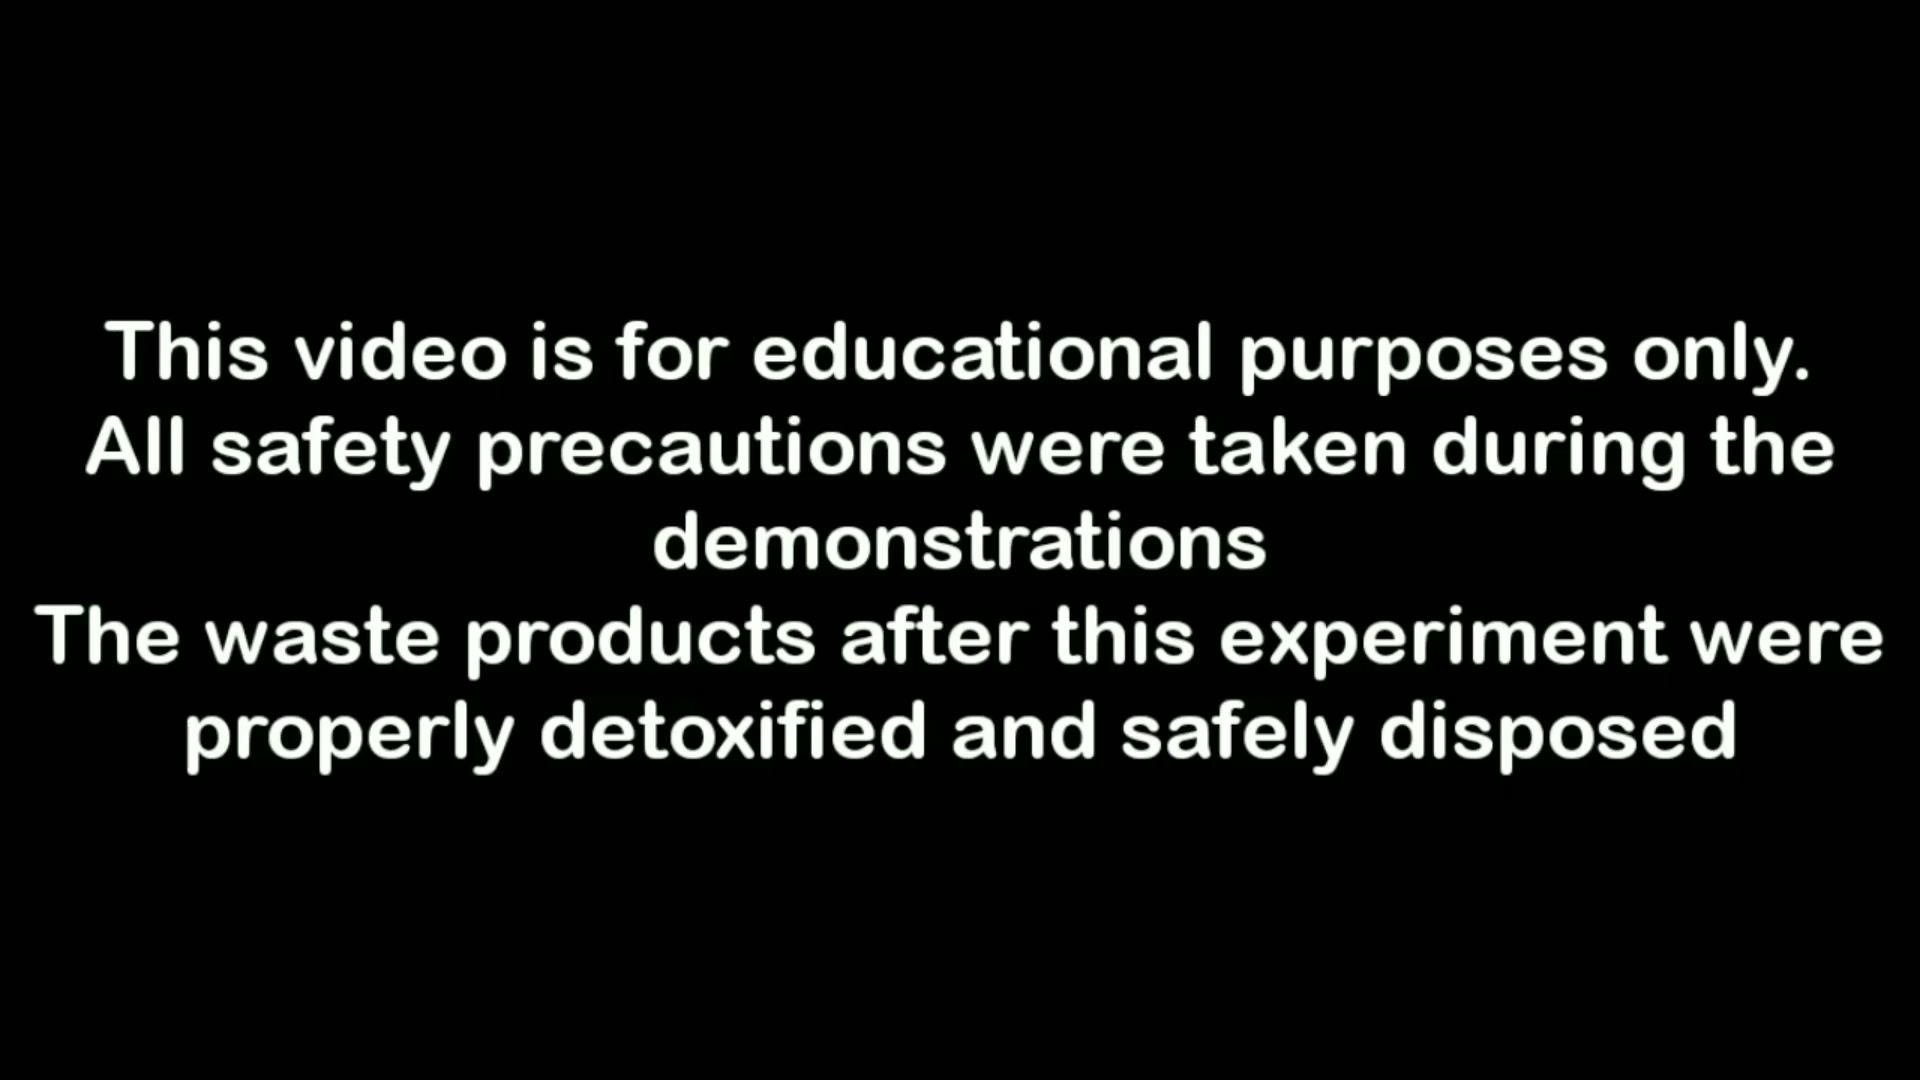 This video is for educational purposes only.
All safety precautions were taken during the
demonstrations
The waste products after this experiment were
properly detoxified and safely disposed